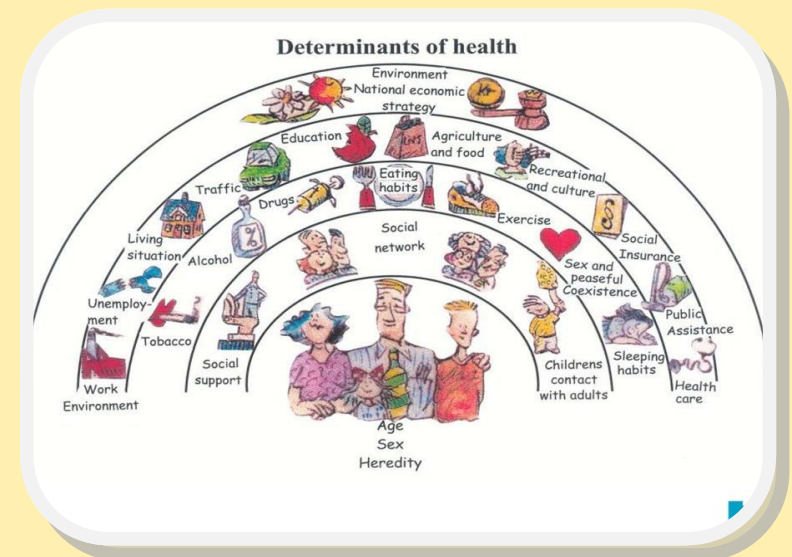 Determinants of health
Environment
National economic
strategy
Education
Agriculture
and food
Traffic
Recreational
and culture
Drugs
Eating
habits
Exercise
Living
situation
Alcohol
Social
network
Social
Insurance
Sex and
peaseful
Coexistence
Unemploy-
ment
Tobacco
Public
Assistance
Social
support
Childrens
contact
with adults
Sleeping
habits
Work
Environment
Health
care
Age
Sex
Heredity